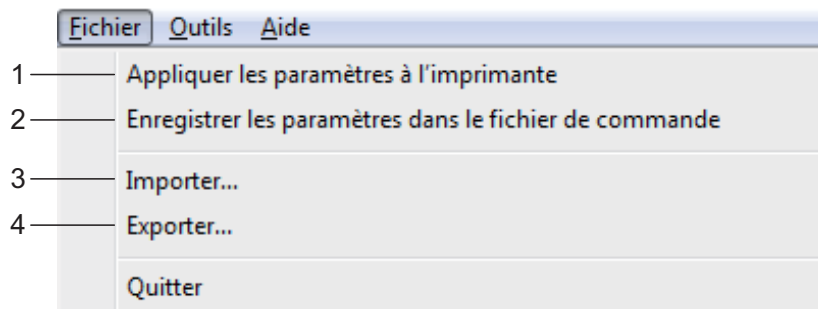 Fichier Outils Aide
1 Appliquer les paramètres à l'imprimante
2 Enregistrer les paramètres dans le fichier de commande
3 Importer...
4 Exporter...
Quitter